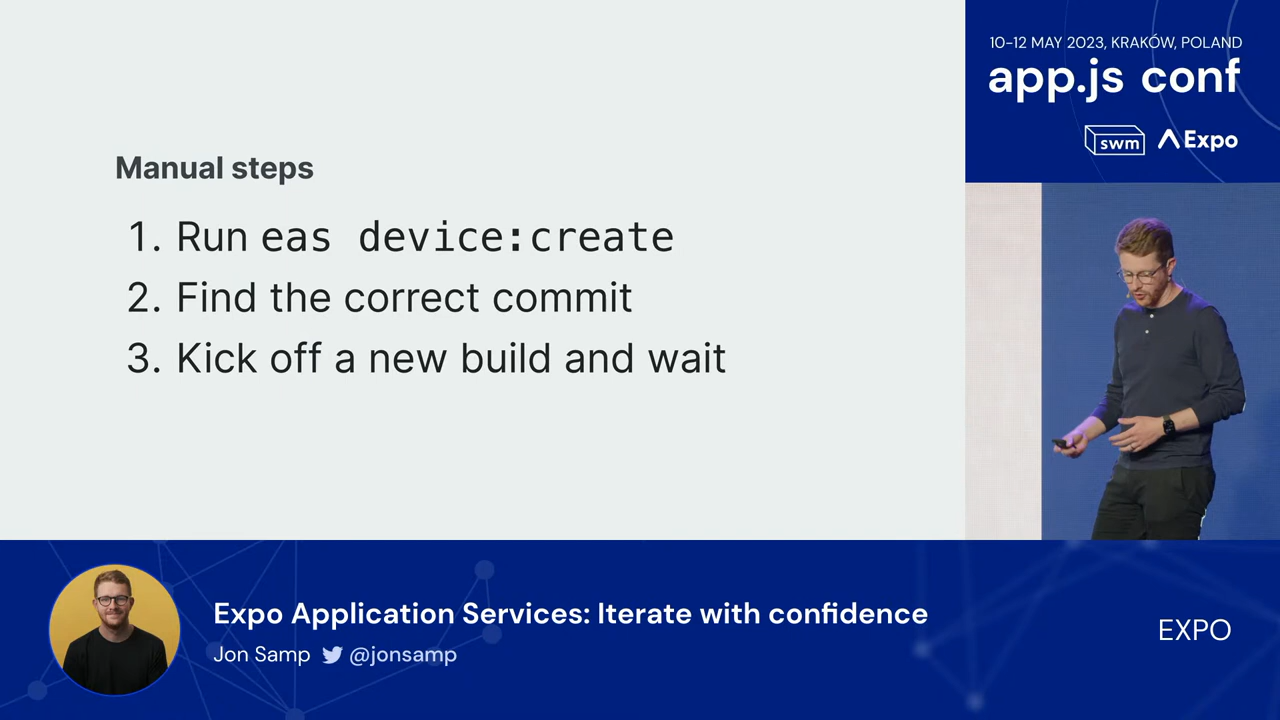 Manual steps
1. Run eas device:create
2. Find the correct commit
3. Kick off a new build and wait
10-12 MAY 2023, KRAKÓW, POLAND
app.js conf
swm Expo
Expo Application Services: Iterate with confidence
Jon Samp @jonsamp
EXPO